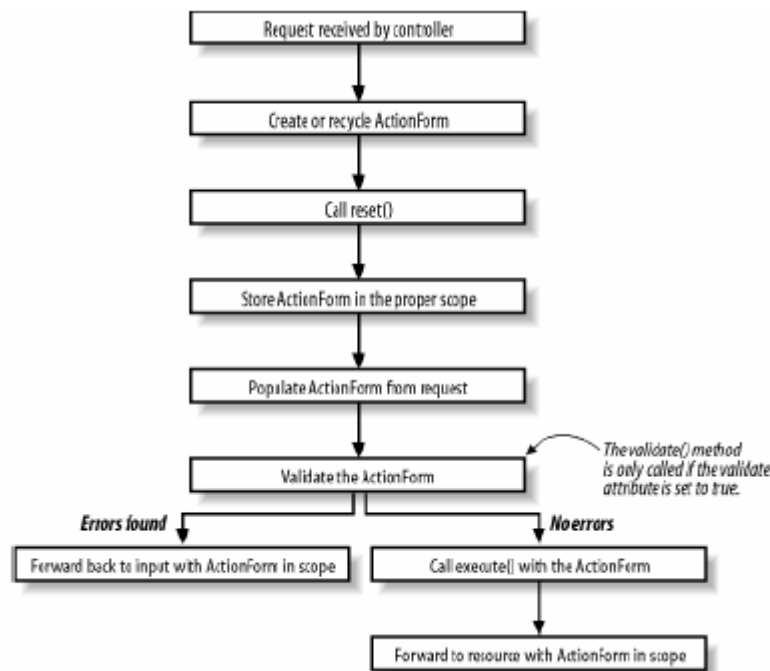 Request received by controller
Create or recycle ActionForm
Call reset()
Store ActionForm in the proper scope
Populate ActionForm from request
Validate the ActionForm
The validate() method
is only called if the validate
attribute is set to true.
Errors found
No errors
Forward back to input with ActionForm in scope
Call execute() with the ActionForm
Forward to resource with ActionForm in scope